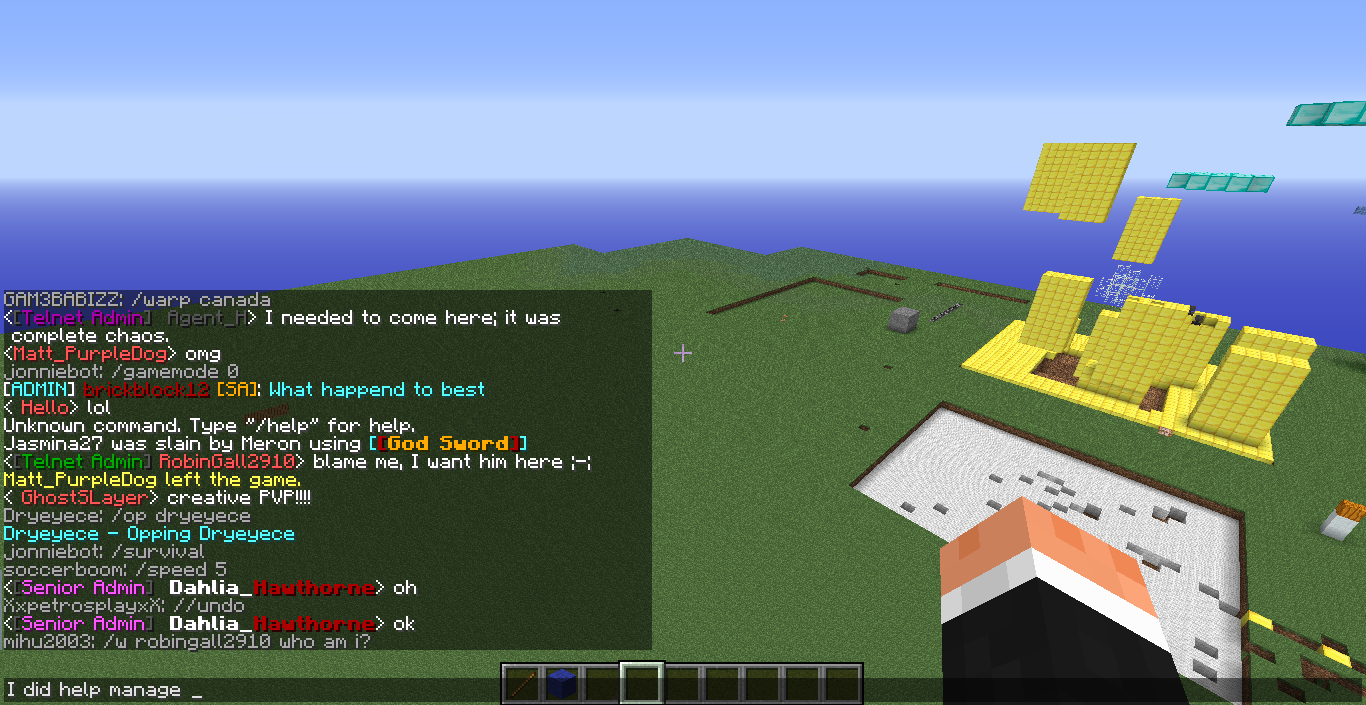 GAM3BABIZZ: /warp canada
<[Telnet Admin] Agent_H> I needed to come here; it was
complete chaos.
<Matt_PurpleDog> omg
jonniebot: /gamemode 0
[ADMIN] brickblock12 [SA]: What happend to best
< Hello> lol
Unknown command. Type "/help" for help.
Jasmina27 was slain by Meron using [[God Sword]]
<[Telnet Admin] RobinGall2910> blame me, I want him here ;-;
Matt_PurpleDog left the game.
< GhostSLayer> creative PVP!!!!
Dryeyece: /op dryeyece
Dryeyece - Opping Dryeyece
jonniebot: /survival
soccerboom: /speed 5
<[Senior Admin] Dahlia_Hawthorne> oh
XxpetrosplayxX: //undo
<[Senior Admin] Dahlia_Hawthorne> ok
mihu2003: /w robingall2910 who am i?
I did help manage _